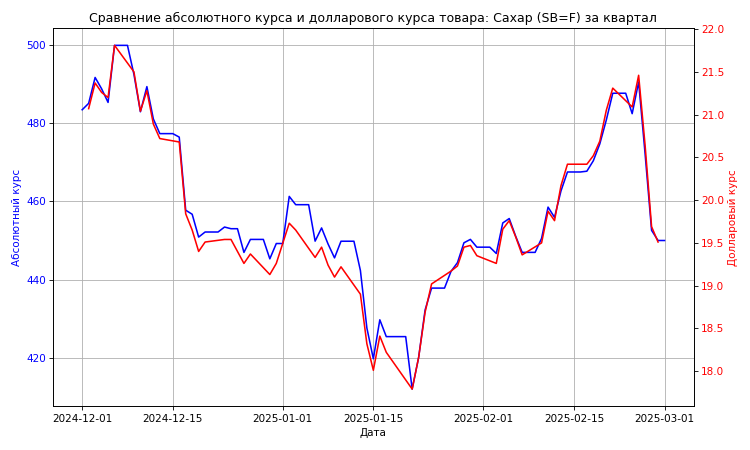 Сравнение абсолютного курса и долларового курса товара: Сахар (SB=F) за квартал
Абсолютный курс
500
480
460
440
420
22.0
21.5
21.0
20.5
20.0
19.5
19.0
18.5
18.0
Долларовый курс
2024-12-01 2024-12-15 2025-01-01 2025-01-15 2025-02-01 2025-02-15 2025-03-01
Дата